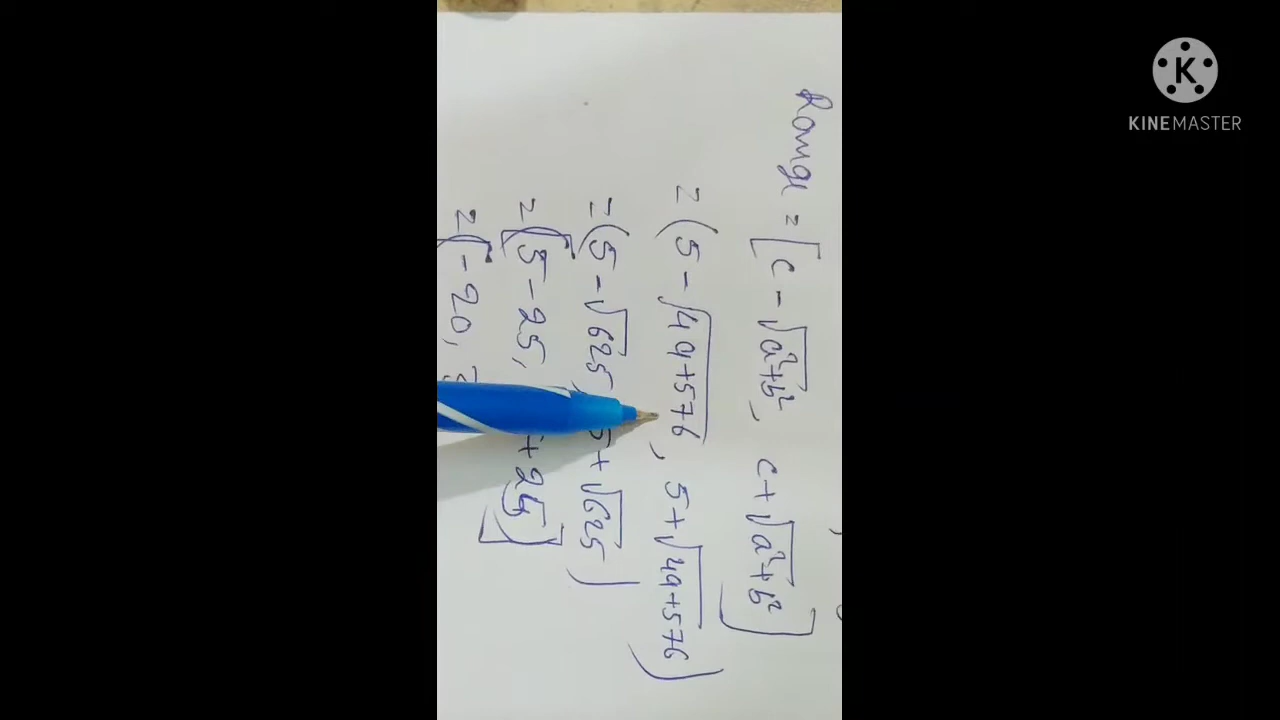 Range = [c - √a²+b², c + √a²+b²]
= (5 - √49+576, 5 + √49+576)
= (5 - √625, 5 + √625)
= [(5 - 25, + 25)]
= [(-20,
K
KINEMASTER